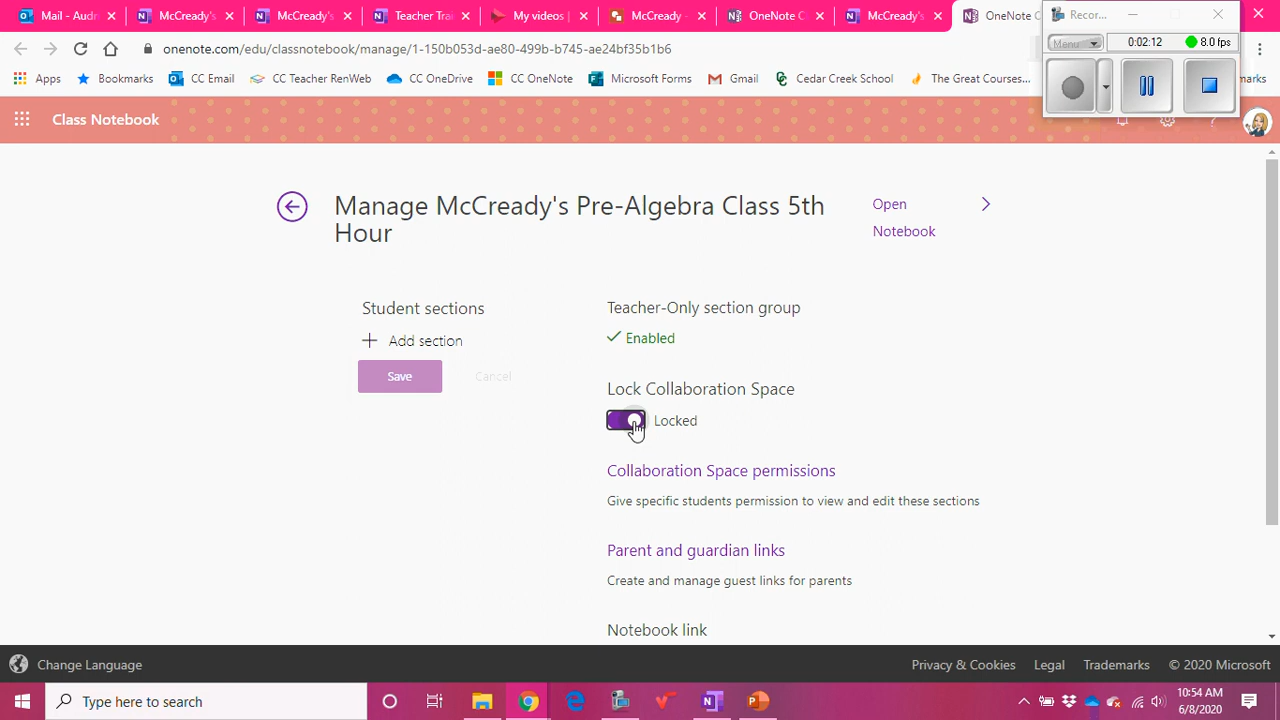 Mail - Audr
McCready's
McCready's
Teacher Tra
My videos |
McCready -
OneNote C
McCready's
OneNote C
Recor...
onenote.com/edu/classnotebook/manage/1-150b053d-ae80-499b-b745-ae24bf35b1b6
Menu
0:02:12
8.0 fps
Apps
Bookmarks
CC Email
CC Teacher RenWeb
CC OneDrive
CC OneNote
Microsoft Forms
Gmail
Cedar Creek School
The Great Courses...
marks
Class Notebook
Manage McCready's Pre-Algebra Class 5th
Hour
Open
Notebook
Student sections
Add section
Save
Cancel
Teacher-Only section group
Enabled
Lock Collaboration Space
Locked
Collaboration Space permissions
Give specific students permission to view and edit these sections
Parent and guardian links
Create and manage guest links for parents
Notebook link
Change Language
Privacy & Cookies
Legal
Trademarks
© 2020 Microsoft
Type here to search
10:54 AM
6/8/2020